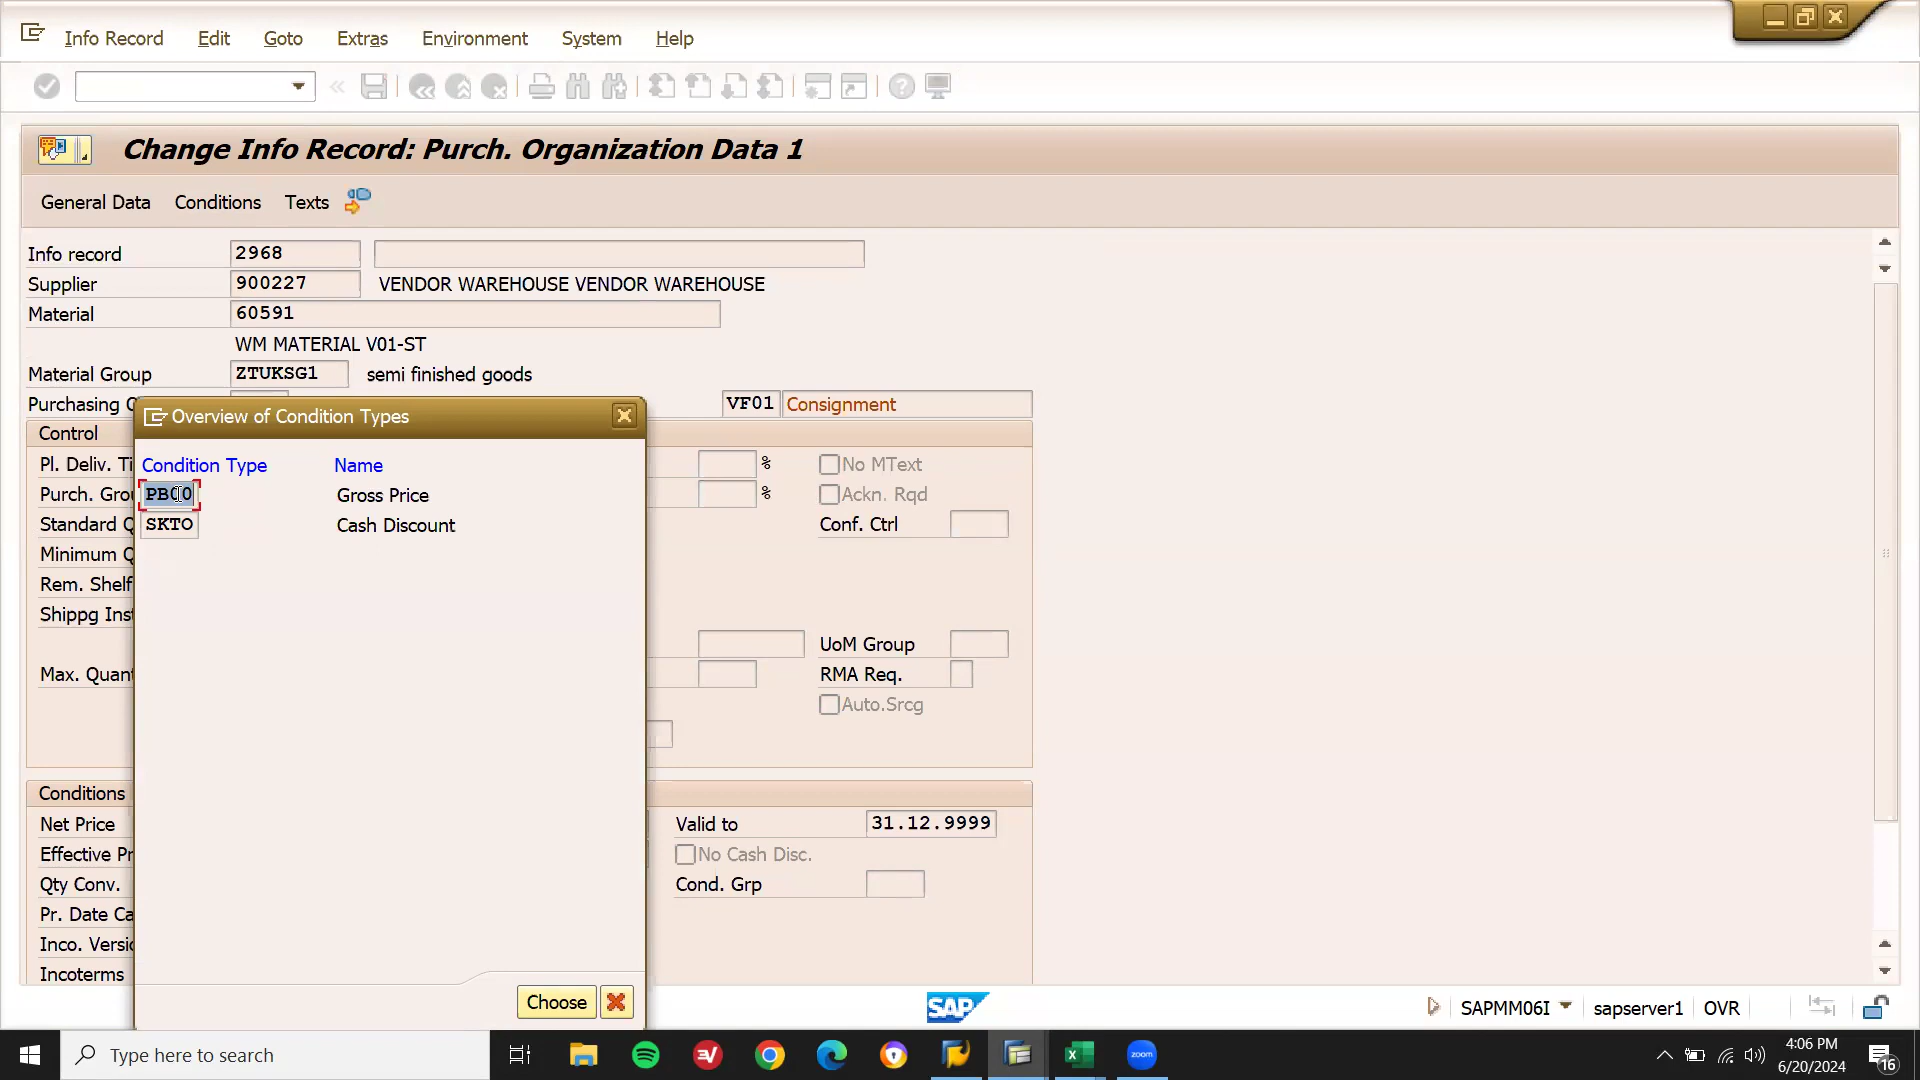 Info Record Edit Goto Extras Environment System Help
Change Info Record: Purch. Organization Data 1
General Data Conditions Texts
Info record 2968
Supplier 900227 VENDOR WAREHOUSE VENDOR WAREHOUSE
Material 60591
WM MATERIAL V01-ST
Material Group ZTUKSG1 semi finished goods
Purchasing O VF01 Consignment
Overview of Condition Types
Condition Type Name
PB00 Gross Price
SKTO Cash Discount
Choose
Control
Pl. Deliv. Ti % No MText
Purch. Grou % Ackn. Rqd
Standard Q Conf. Ctrl
Minimum Q
Rem. Shelf
Shippg Inst
UoM Group
Max. Quant RMA Req.
Auto.Srcg
Conditions
Net Price Valid to 31.12.9999
Effective Pr No Cash Disc.
Qty Conv. Cond. Grp
Pr. Date Ca
Inco. Versio
Incoterms
SAP SAPMM06I sapserver1 OVR
Type here to search
zoom
4:06 PM
6/20/2024
16